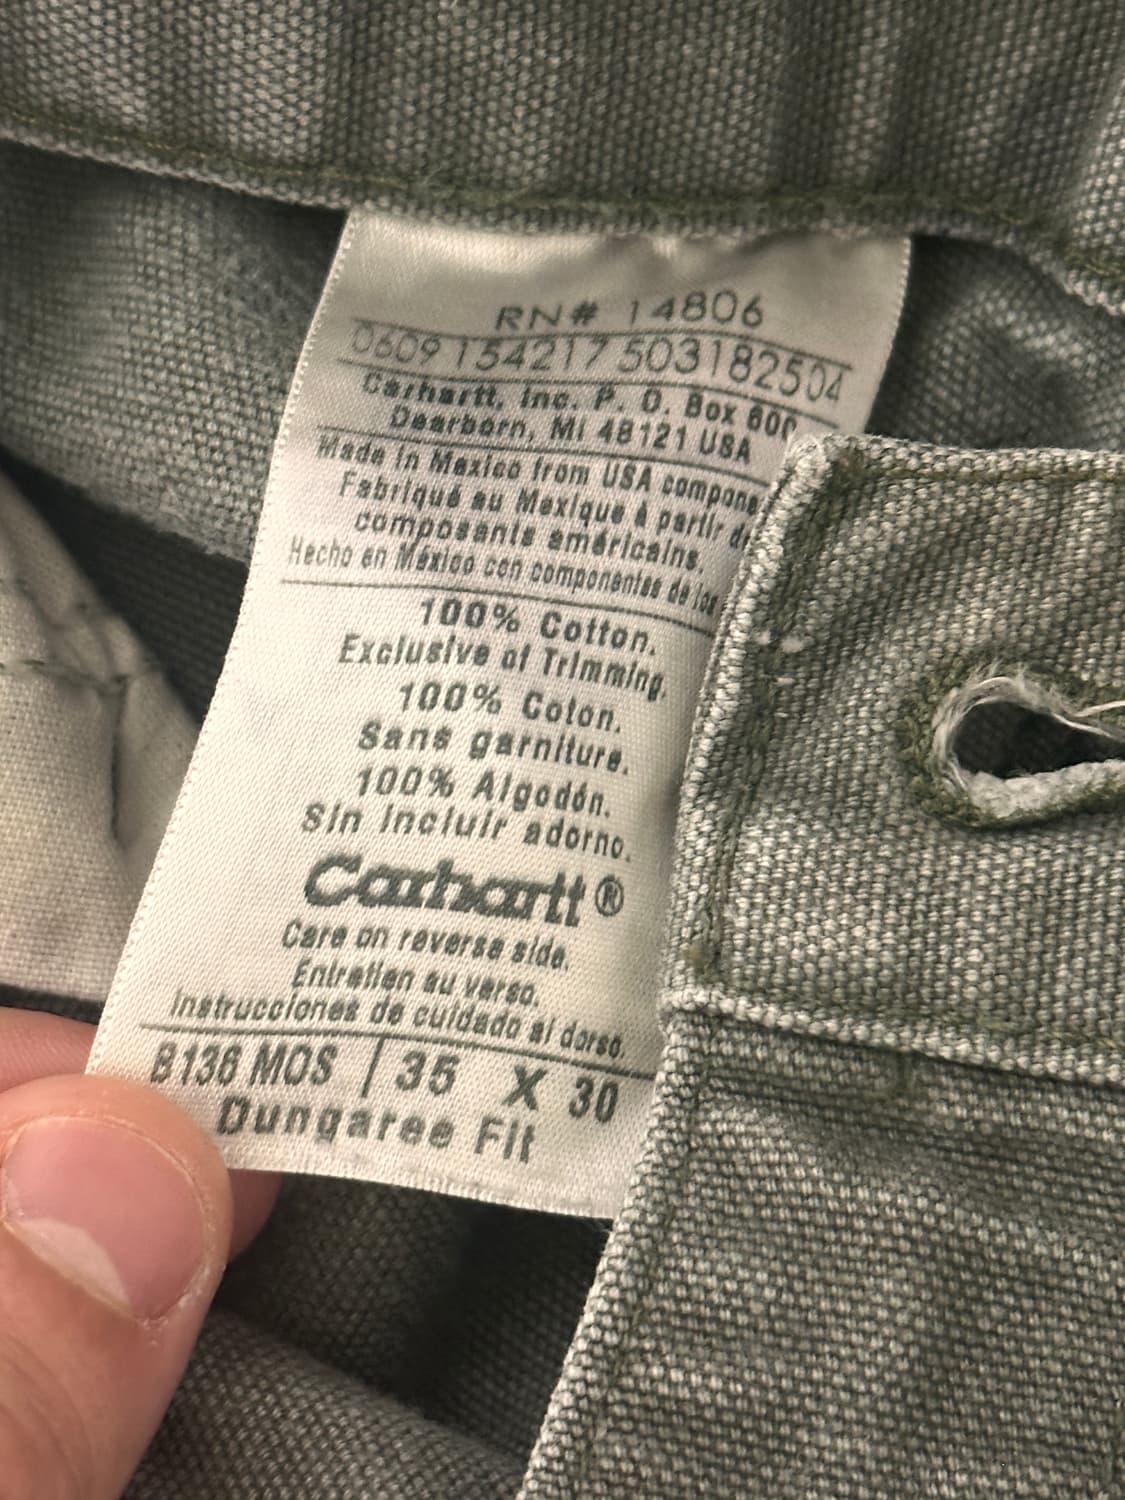 RN# 14806
0609 154217 503182504
Carhartt, Inc. P. O. Box 600
Dearborn, MI 48121 USA
Made in Mexico from USA compone
Fabriqué au Mexique à partir de
composants américains.
Hecho en México con componentes de los
100% Cotton.
Exclusive of Trimming.
100% Coton.
Sans garniture.
100% Algodón.
Sin incluir adorno.
Carhartt®
Care on reverse side.
Entretien au verso.
Instrucciones de cuidado al dorso.
B136 MOS | 35 X 30
Dungaree Fit